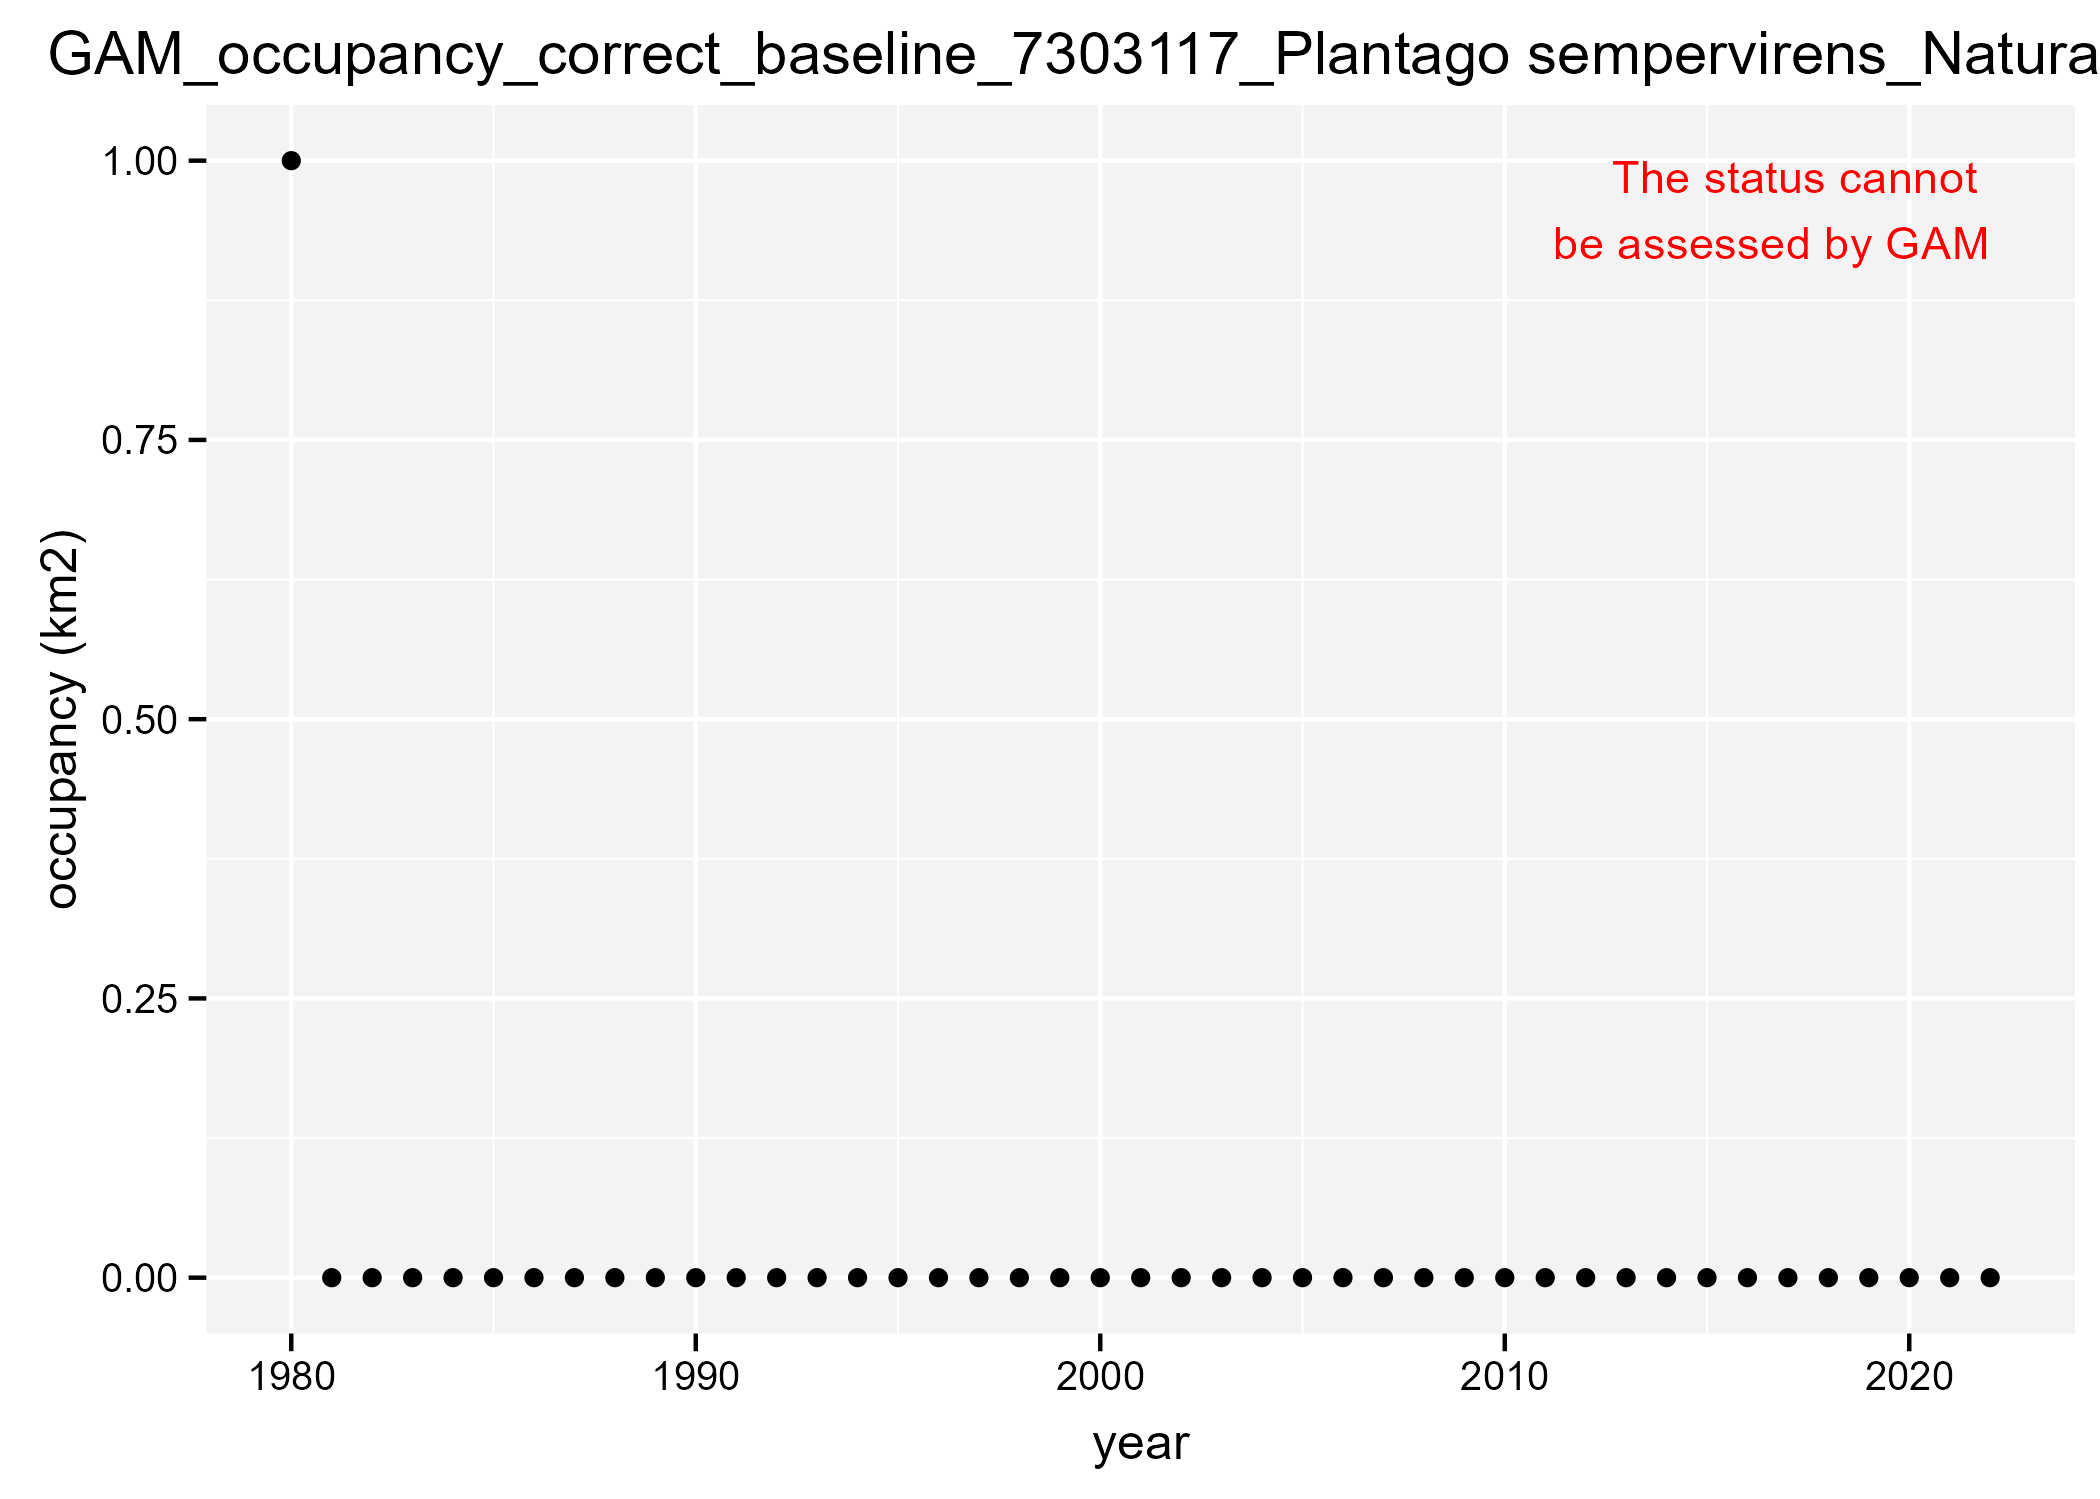 GAM_occupancy_correct_baseline_7303117_Plantago sempervirens_Natura
1.00
The status cannot
be assessed by GAM
0.75
occupancy (km2)
0.50
0.25
0.00
1980 1990 2000 2010 2020
year